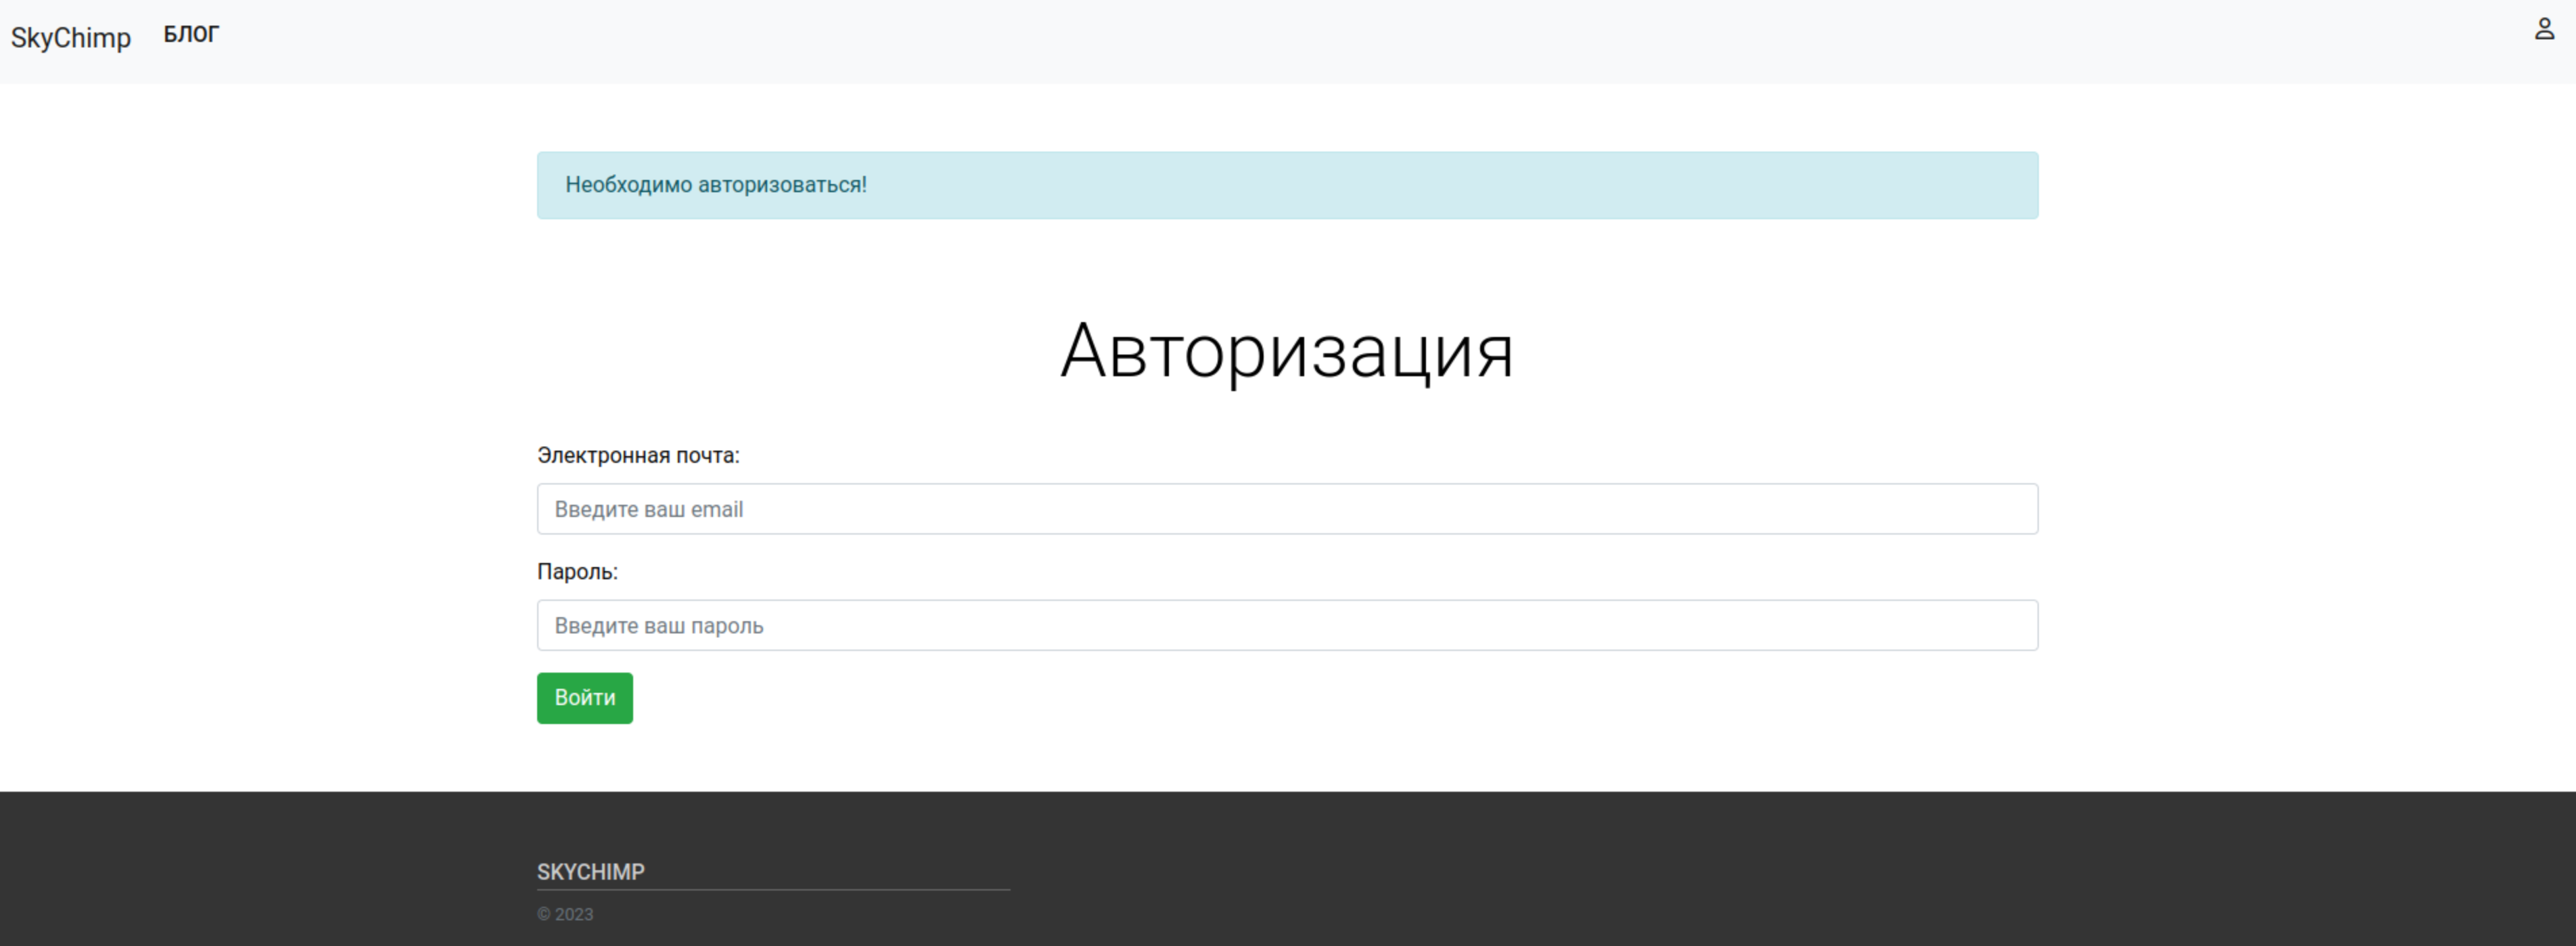 SkyChimp БЛОГ
Необходимо авторизоваться!
Авторизация
Электронная почта:
Введите ваш email
Пароль:
Введите ваш пароль
Войти
SKYCHIMP
© 2023